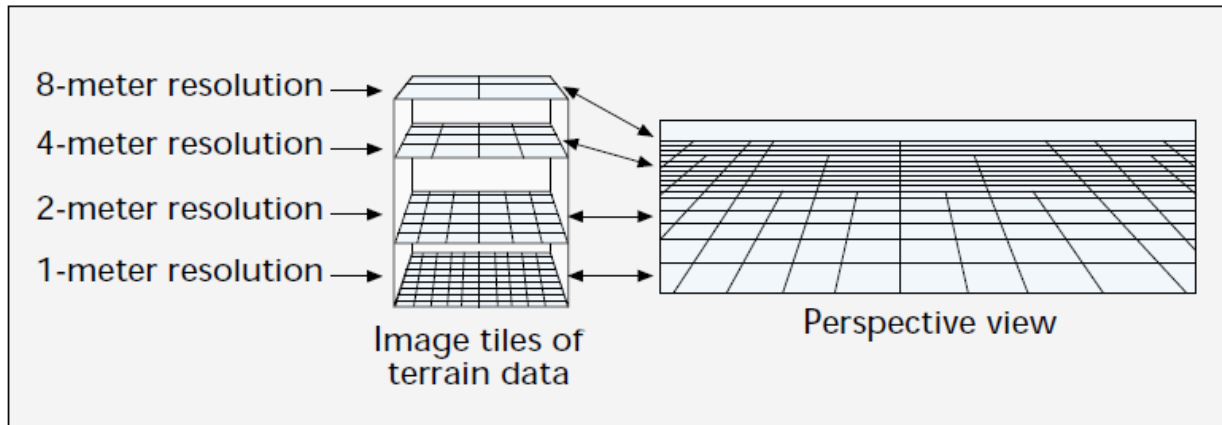 8-meter resolution
4-meter resolution
2-meter resolution
1-meter resolution
Image tiles of
terrain data
Perspective view